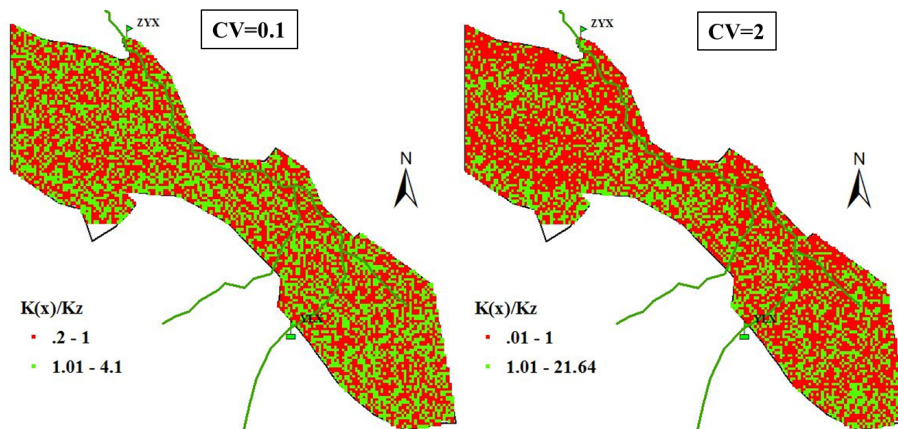 ZYX
CV=0.1
N
K(x)/Kz
.2 - 1
1.01 - 4.1
ZYX
CV=2
N
K(x)/Kz
.01 - 1
1.01 - 21.64